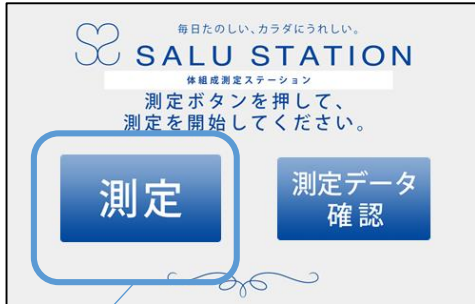 毎日たのしい、カラダにうれしい。
SALU STATION
体組成測定ステーション
測定ボタンを押して、
測定を開始してください。
測定
測定データ
確認